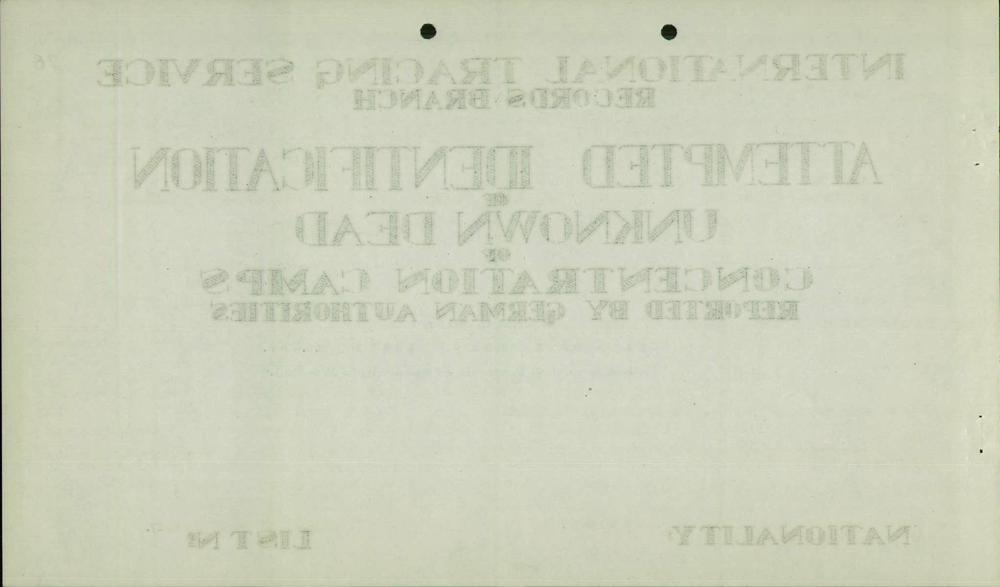 INTERNATIONAL TRACING SERVICE
RECORDS BRANCH
ATTEMPTED IDENTIFICATION
OF
UNKNOWN DEAD
OF
CONCENTRATION CAMPS
REPORTED BY GERMAN AUTHORITIES
NATIONALITY
LIST Nº